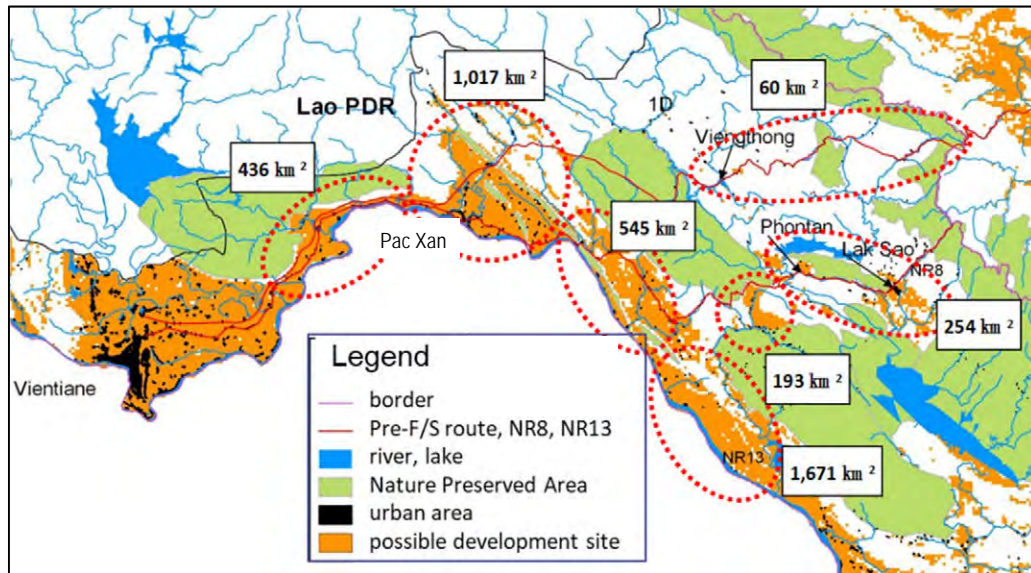 1,017 km ²
60 km ²
Lao PDR
1D
Viengthong
436 km ²
Phontan
545 km ²
Pac Xan
Lak Sao
NR8
254 km ²
Vientiane
193 km ²
NR13
1,671 km ²
Legend
border
Pre-F/S route, NR8, NR13
river, lake
Nature Preserved Area
urban area
possible development site